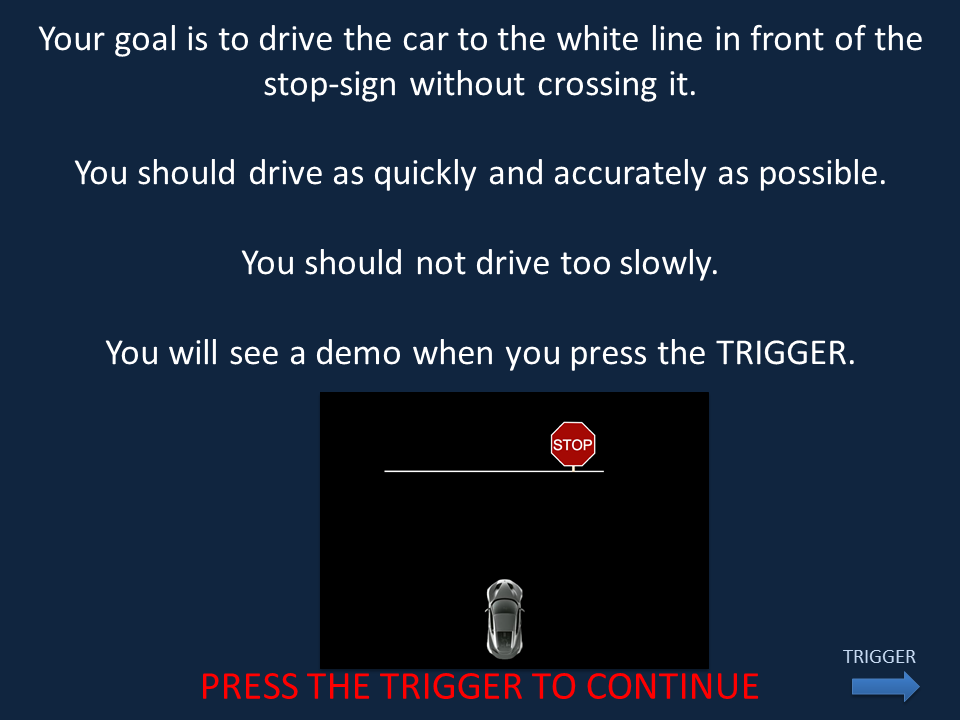 Your goal is to drive the car to the white line in front of the
stop-sign without crossing it.
You should drive as quickly and accurately as possible.
You should not drive too slowly.
You will see a demo when you press the TRIGGER.
STOP
TRIGGER
PRESS THE TRIGGER TO CONTINUE